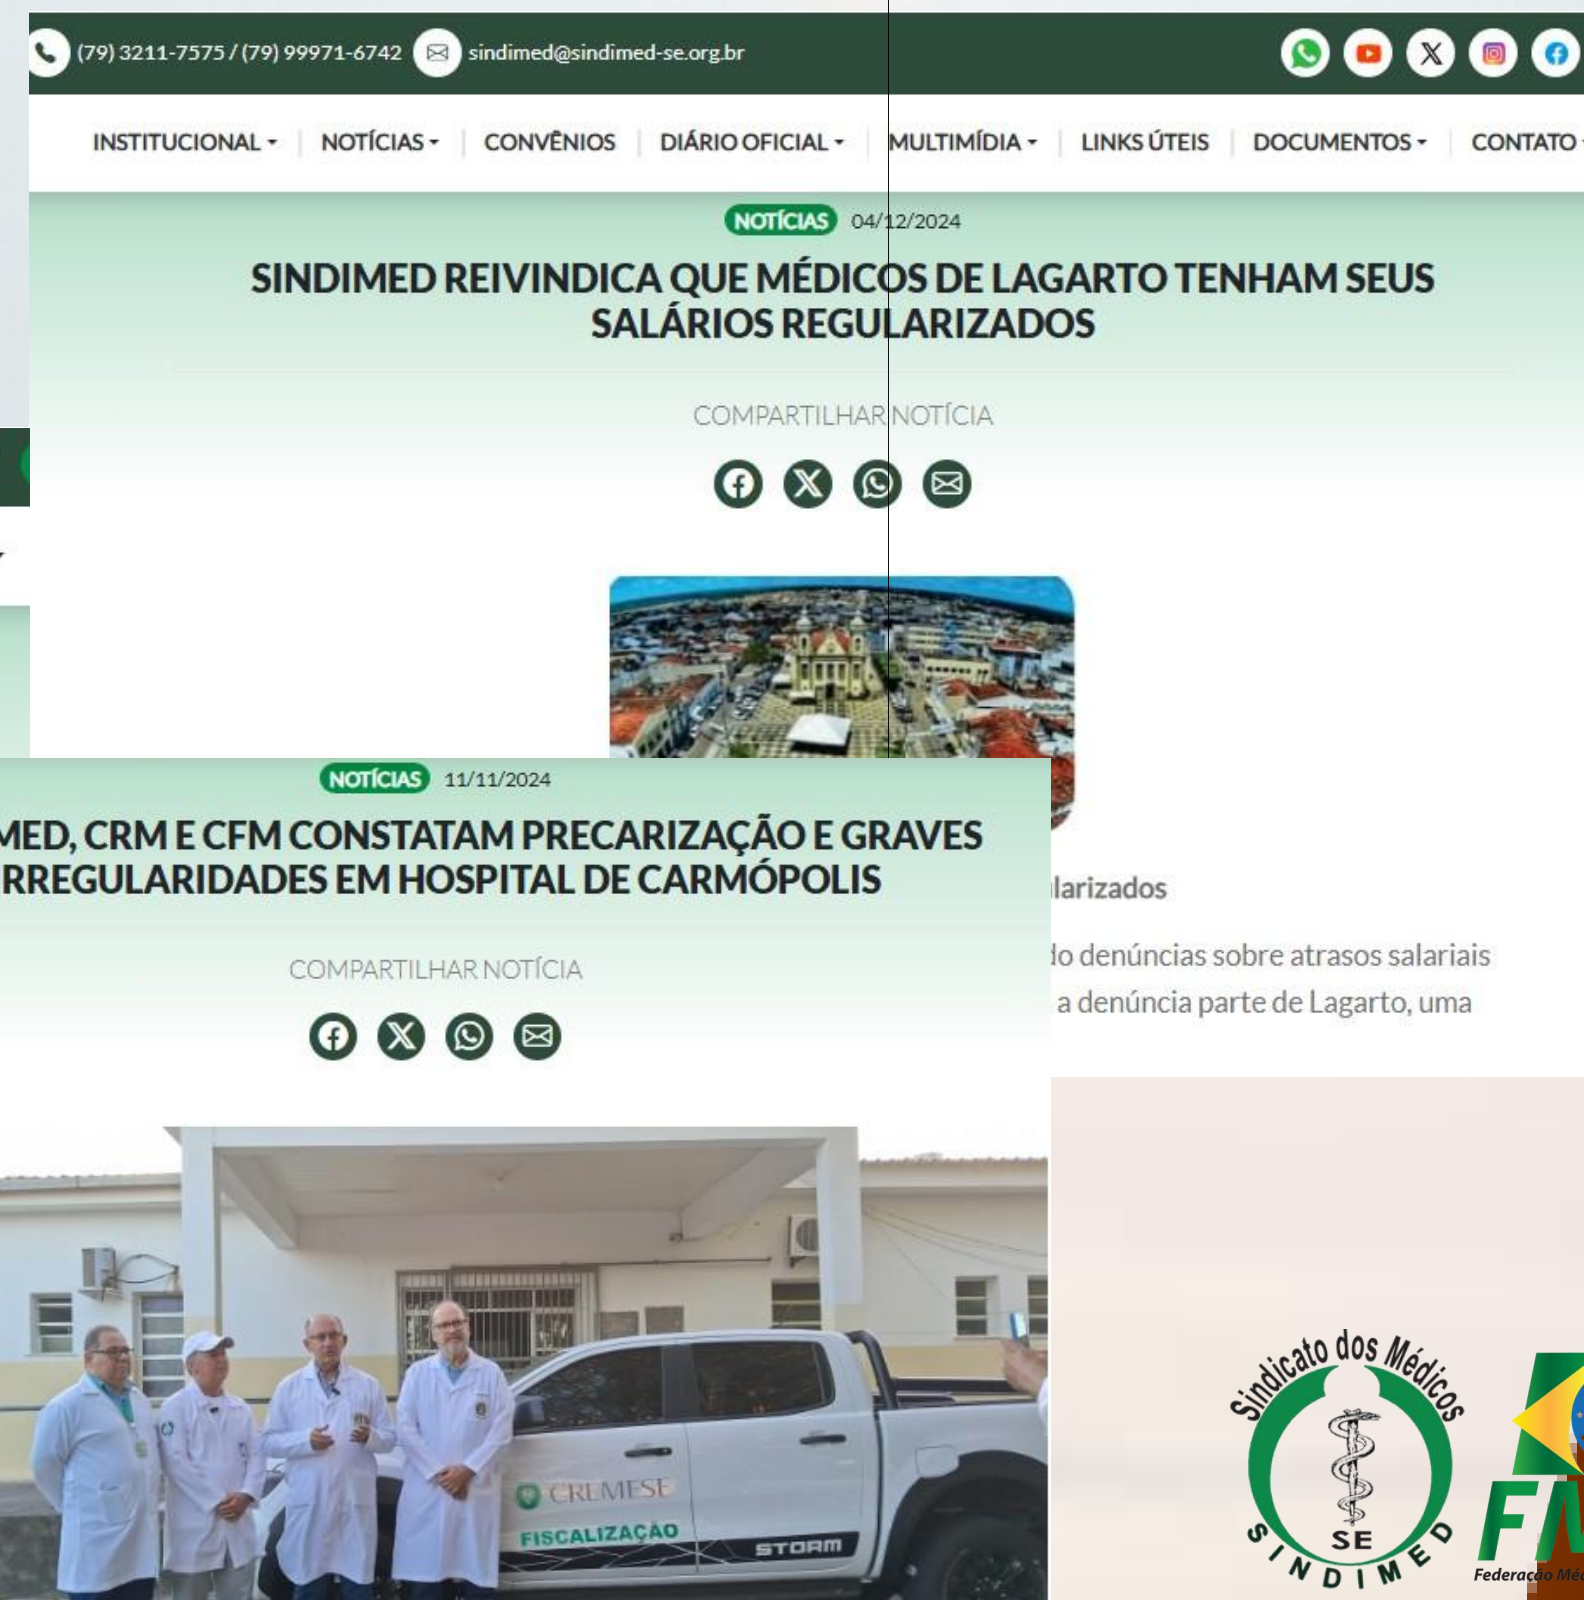 (79) 3211-7575 / (79) 99971-6742 sindimed@sindimed-se.org.br
INSTITUCIONAL NOTÍCIAS CONVÊNIOS DIÁRIO OFICIAL MULTIMÍDIA LINKS ÚTEIS DOCUMENTOS CONTATO
NOTÍCIAS 04/12/2024
SINDIMED REIVINDICA QUE MÉDICOS DE LAGARTO TENHAM SEUS
SALÁRIOS REGULARIZADOS
COMPARTILHAR NOTÍCIA
larizados
do denúncias sobre atrasos salariais
a denúncia parte de Lagarto, uma
NOTÍCIAS 11/11/2024
MED, CRM E CFM CONSTATAM PRECARIZAÇÃO E GRAVES
RREGULARIDADES EM HOSPITAL DE CARMÓPOLIS
COMPARTILHAR NOTÍCIA
CREMESE
FISCALIZAÇÃO
STORM
Sindicato dos Médicos
SE
SINDIMED
Federação